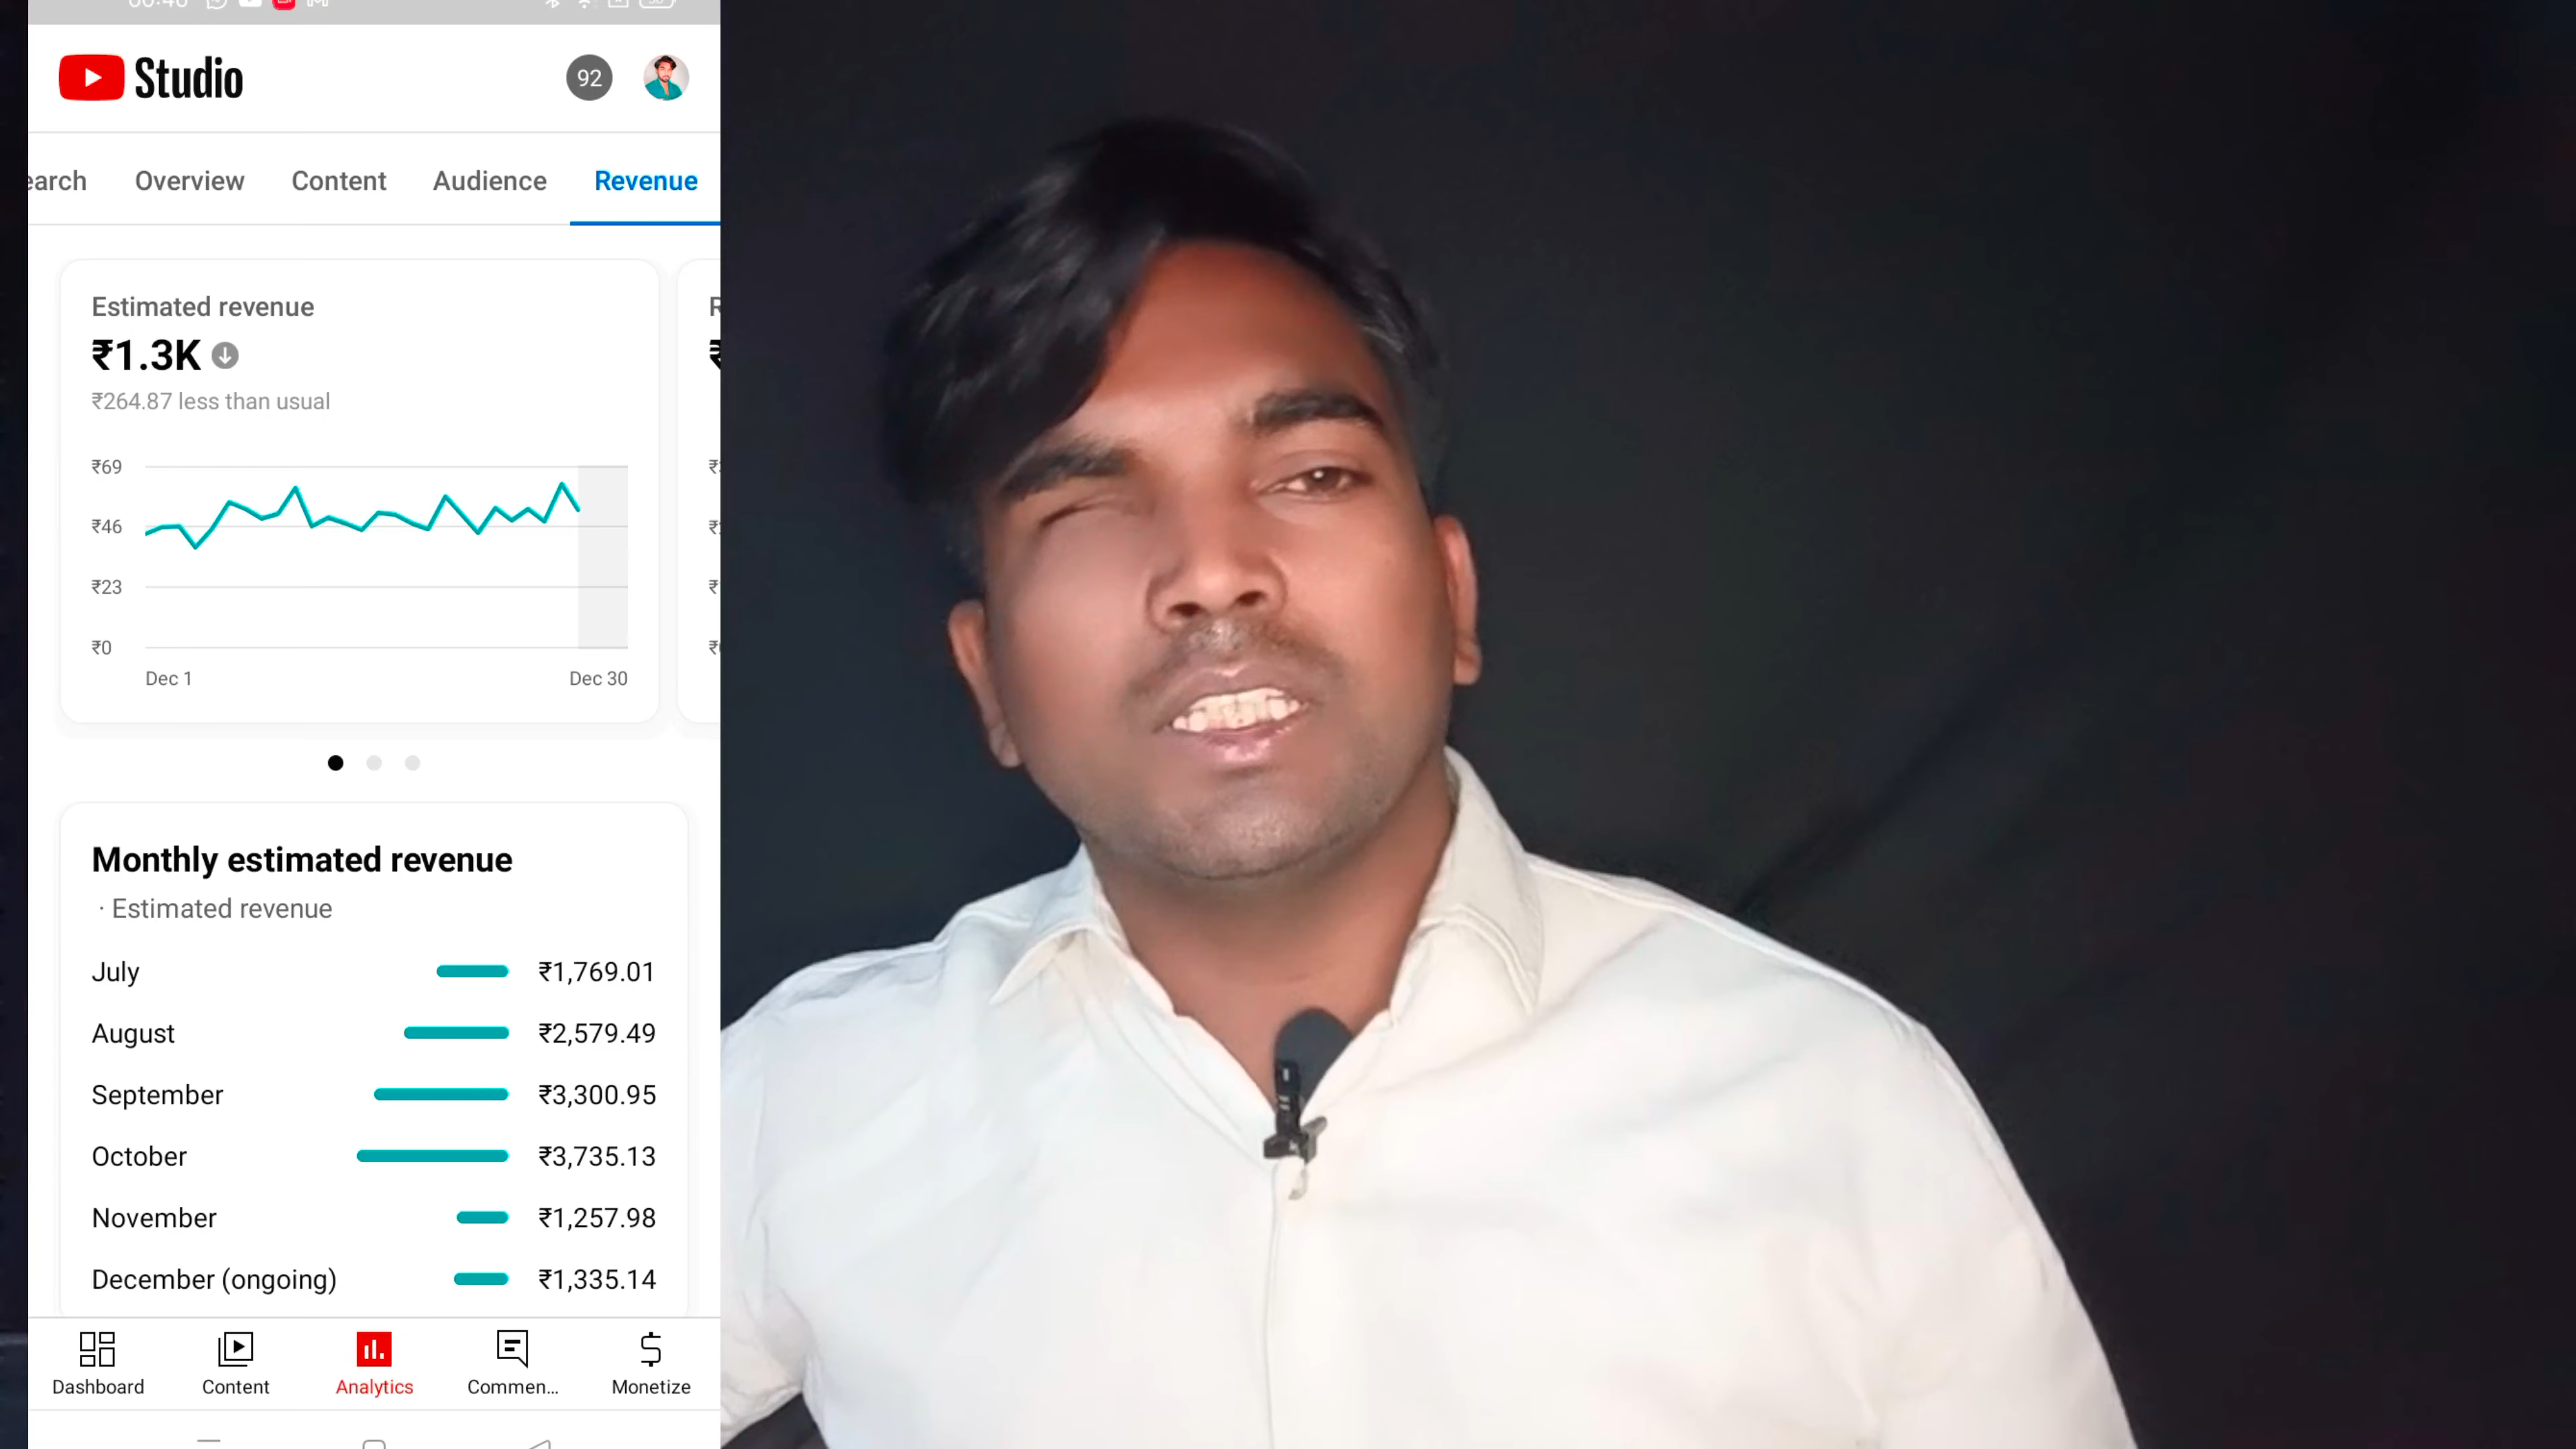 Studio
92
earch Overview Content Audience Revenue
Estimated revenue
₹1.3K
₹264.87 less than usual
₹69
₹46
₹23
₹0
Dec 1 Dec 30
Monthly estimated revenue
· Estimated revenue
July ₹1,769.01
August ₹2,579.49
September ₹3,300.95
October ₹3,735.13
November ₹1,257.98
December (ongoing) ₹1,335.14
Dashboard Content Analytics Commen... Monetize